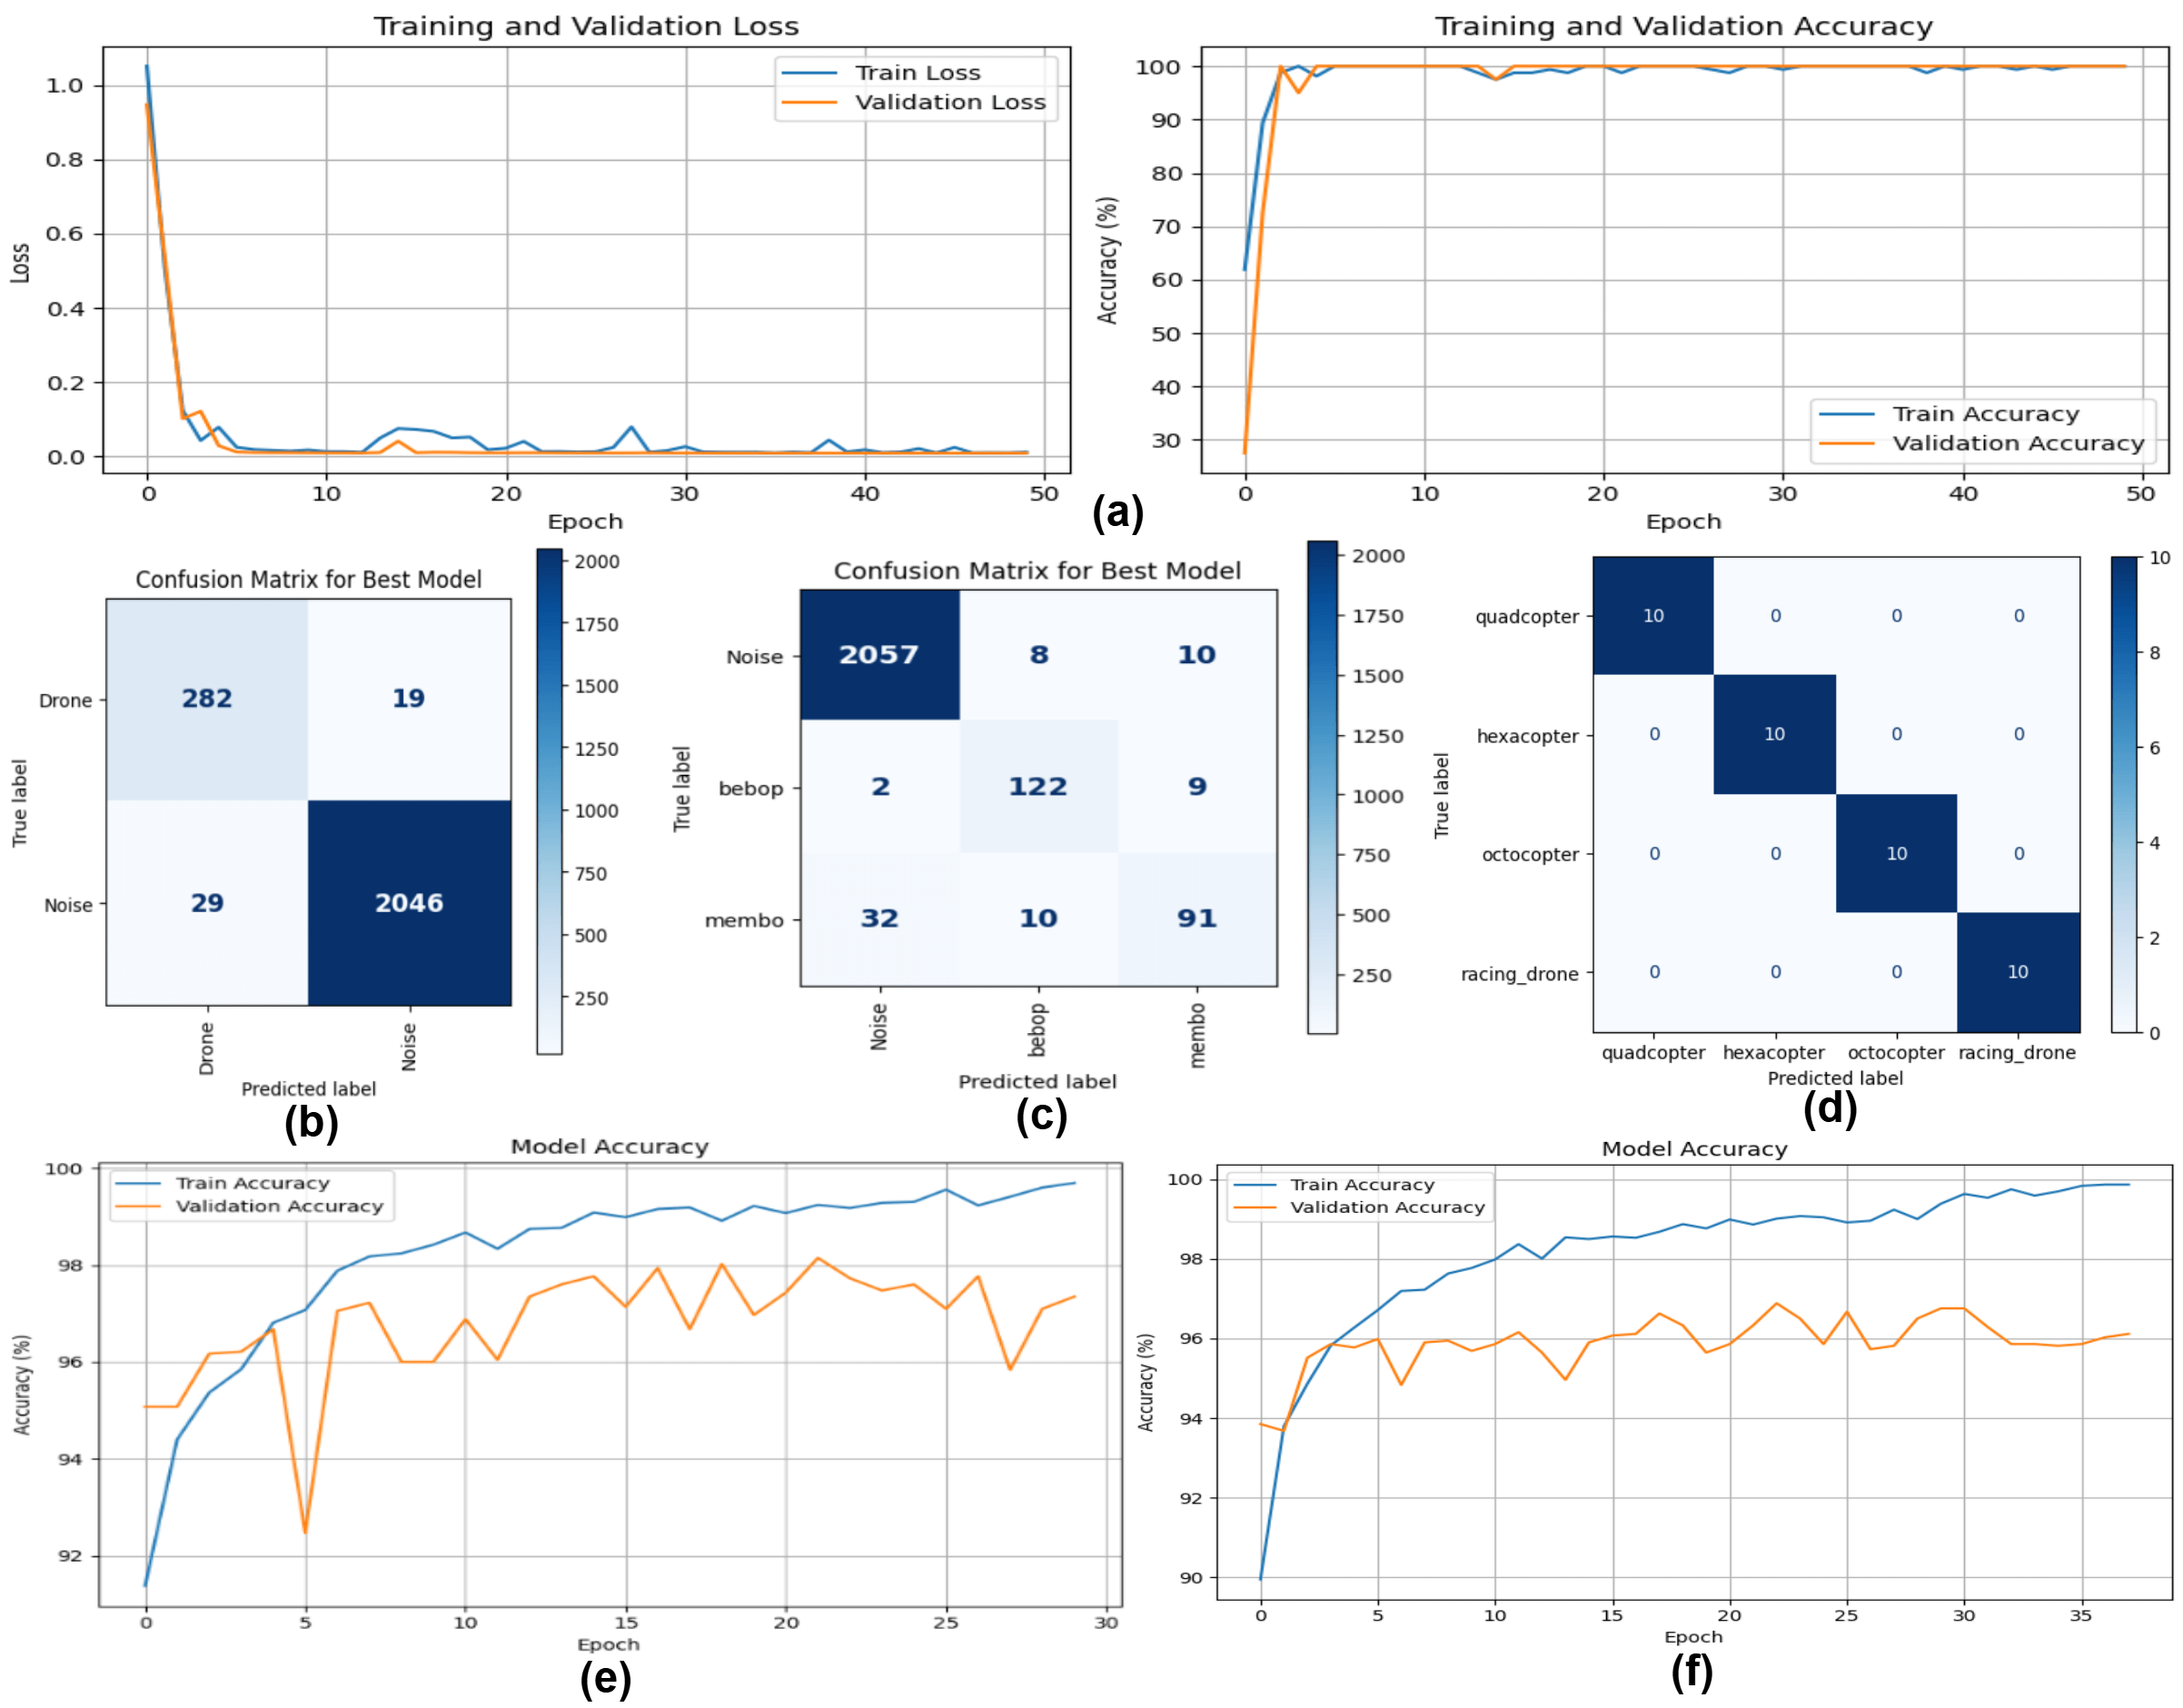 Training and Validation Loss
Train Loss
Validation Loss
1.0
0.8
0.6
0.4
0.2
0.0
Loss
0 10 20 30 40 50
Epoch
Training and Validation Accuracy
100
90
80
70
60
50
40
30
Accuracy (%)
Train Accuracy
Validation Accuracy
0 10 20 30 40 50
Epoch
(a)
Confusion Matrix for Best Model
Drone 282 19
Noise 29 2046
True label
Drone Noise
Predicted label
2000
1750
1500
1250
1000
750
500
250
(b)
Confusion Matrix for Best Model
Noise 2057 8 10
bebop 2 122 9
membo 32 10 91
True label
Noise bebop membo
Predicted label
2000
1750
1500
1250
1000
750
500
250
(c)
quadcopter 10 0 0 0
hexacopter 0 10 0 0
octocopter 0 0 10 0
racing_drone 0 0 0 10
True label
quadcopter hexacopter octocopter racing_drone
Predicted label
10
8
6
4
2
0
(d)
Model Accuracy
Train Accuracy
Validation Accuracy
100
98
96
94
92
Accuracy (%)
0 5 10 15 20 25 30
Epoch
(e)
Model Accuracy
Train Accuracy
Validation Accuracy
100
98
96
94
92
90
Accuracy (%)
0 5 10 15 20 25 30 35
Epoch
(f)